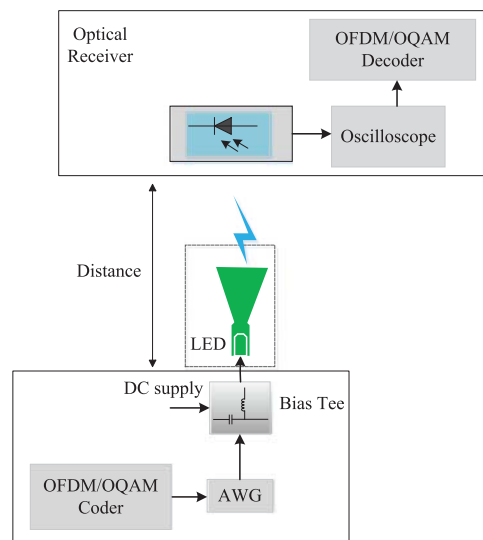 Optical
Receiver
OFDM/OQAM
Decoder
Oscilloscope
Distance
LED
DC supply
Bias Tee
OFDM/OQAM
Coder
AWG